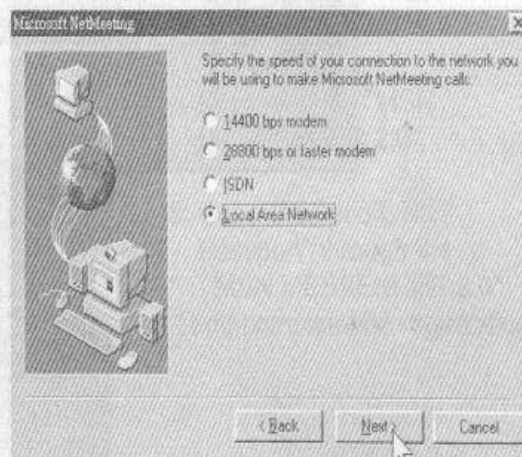 Microsoft NetMeeting
Specify the speed of your connection to the network you
will be using to make Microsoft NetMeeting calls.
14400 bps modem
28800 bps or faster modem
ISDN
Local Area Network
< Back
Next >
Cancel